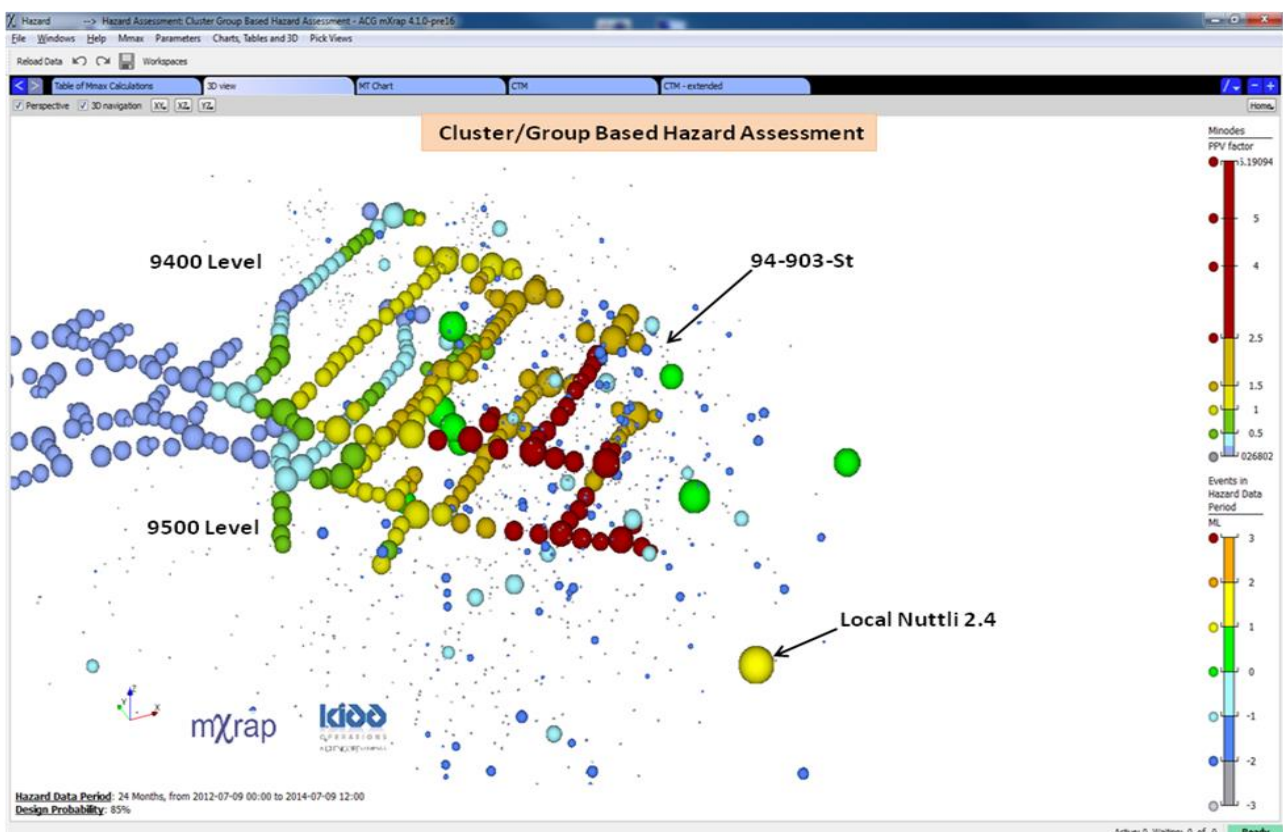 Hazard --> Hazard Assessment: Cluster Group Based Hazard Assessment - ACG mXrap 4.1.0-pre16
File Windows Help Mmax Parameters Charts, Tables and 3D Pick Views
Reload Data Workspaces
Table of Mmax Calculations 3D view MT Chart CTM CTM - extended
Perspective 3D navigation XY XZ YZ Home
Cluster/Group Based Hazard Assessment
Minodes
PPV factor
5.19094
5
4
2.5
1.5
1
0.5
026802
9400 Level
94-903-St
9500 Level
Events in
Hazard Data
Period
ML
3
2
1
0
-1
-2
-3
Local Nuttli 2.4
Z
Y X
mXrap
kidd
OPERATIONS
Hazard Data Period: 24 Months, from 2012-07-09 00:00 to 2014-07-09 12:00
Design Probability: 85%
Ready